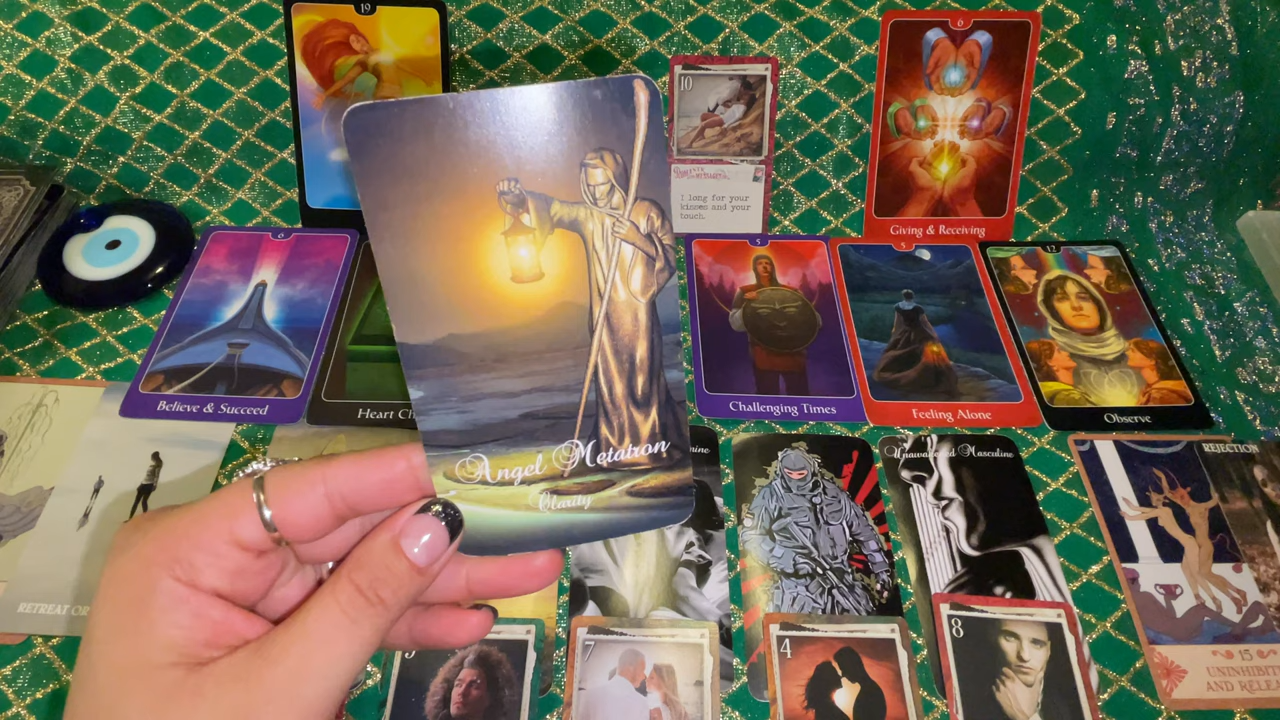 19
10
I long for your
kisses and your
touch.
6
Giving & Receiving
6
Believe & Succeed
Heart Ch
5
Challenging Times
5
Feeling Alone
12
Observe
Angel Metatron
Clarity
Unawakened Masculine
REJECTION
RETREAT OR
7
4
8
15
UNINHIBIT
AND RELEA